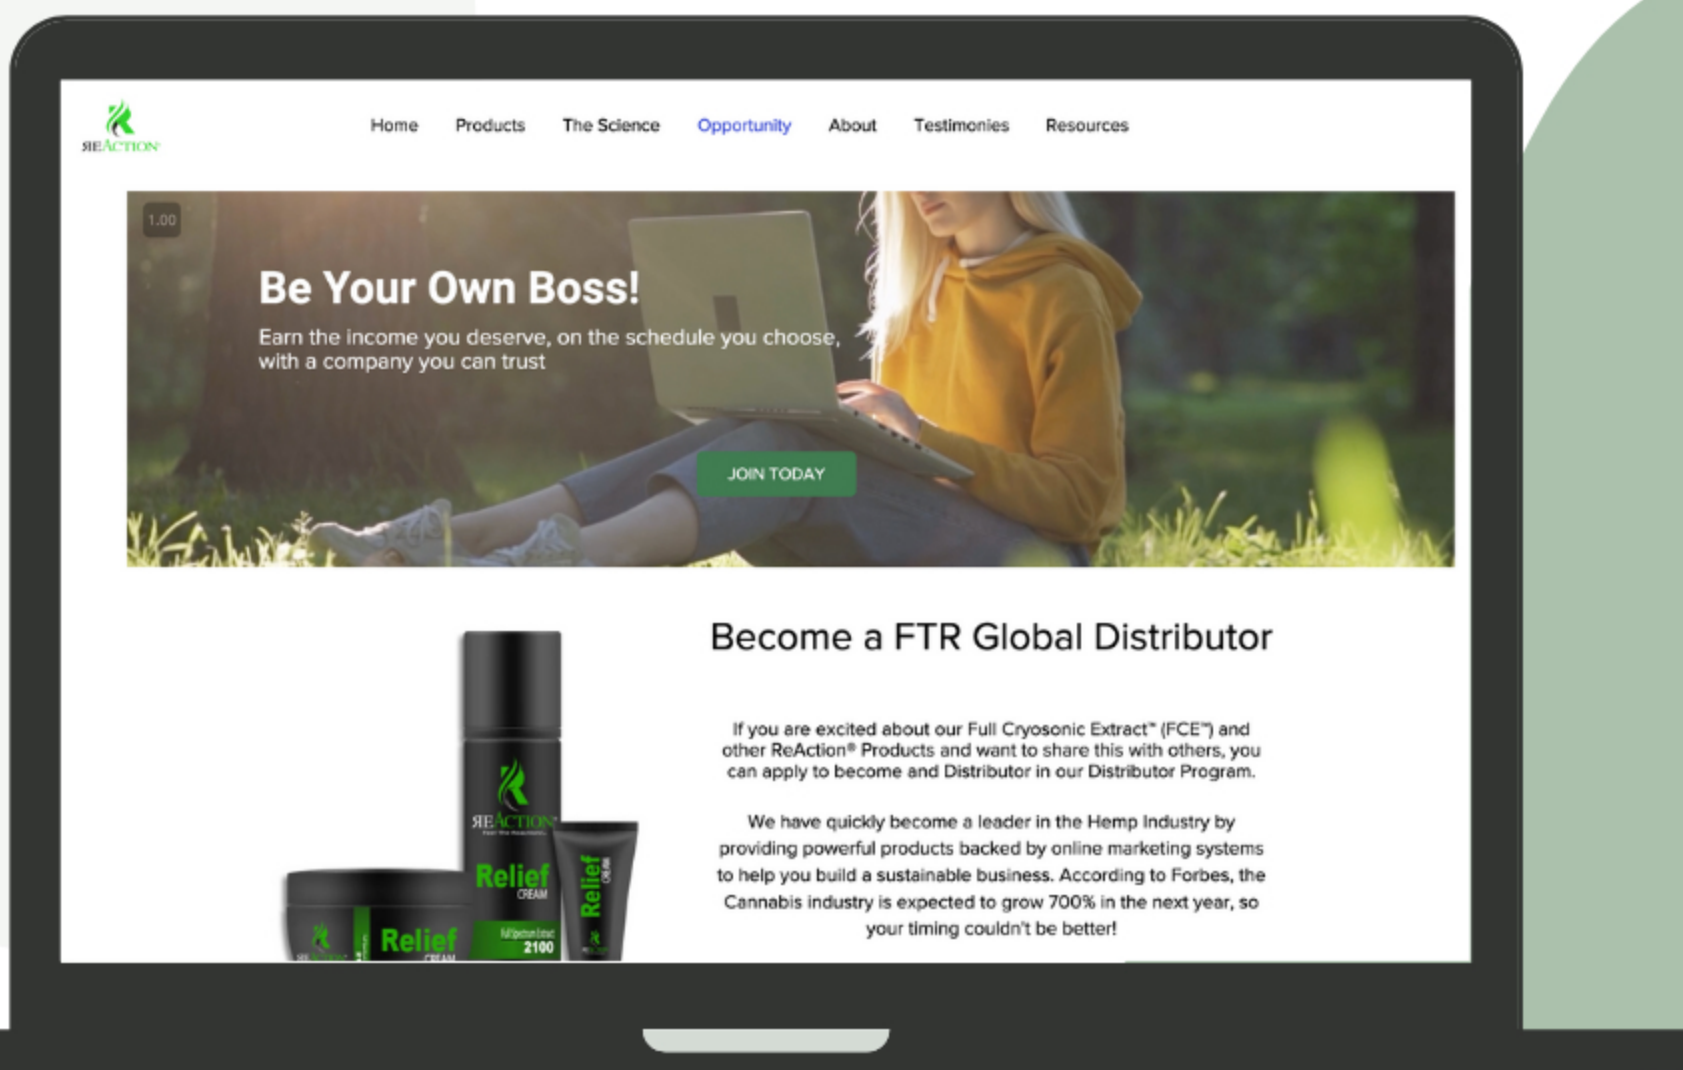 ReAction®
Home Products The Science Opportunity About Testimonies Resources
1.00
Be Your Own Boss!
Earn the income you deserve, on the schedule you choose,
with a company you can trust
JOIN TODAY
Become a FTR Global Distributor
If you are excited about our Full Cryosonic Extract™ (FCE™) and
other ReAction® Products and want to share this with others, you
can apply to become and Distributor in our Distributor Program.
We have quickly become a leader in the Hemp Industry by
providing powerful products backed by online marketing systems
to help you build a sustainable business. According to Forbes, the
Cannabis industry is expected to grow 700% in the next year, so
your timing couldn't be better!
ReAction
Relief
CREAM
Full Spectrum Extract
2100
Relief
CREAM
Relief
CREAM